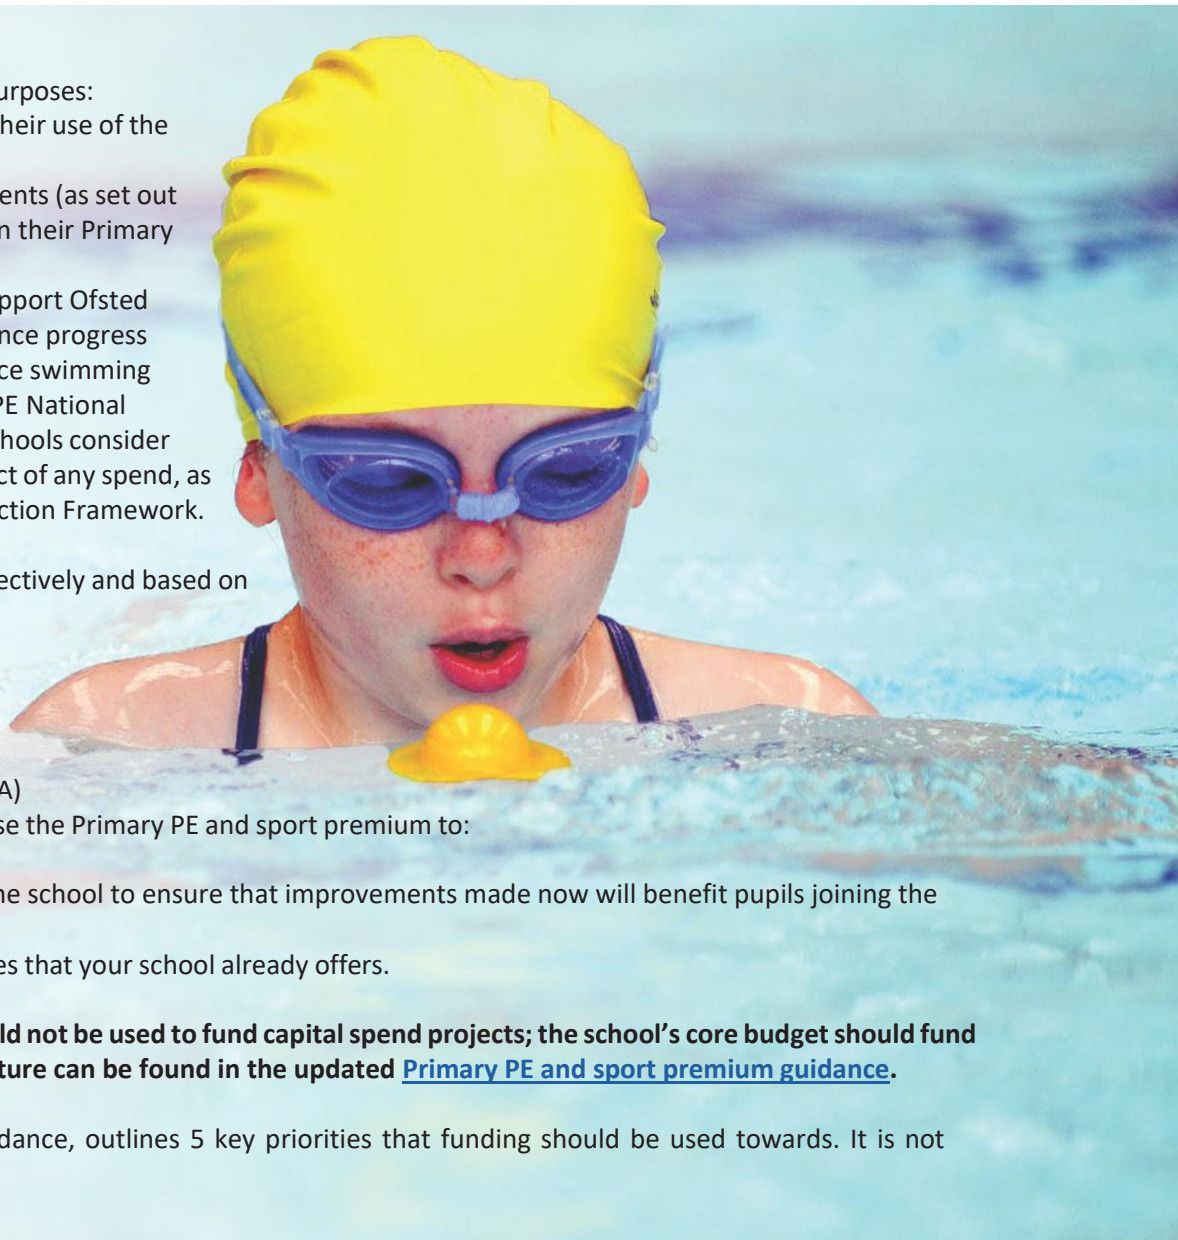 urposes:
heir use of the
ents (as set out
n their Primary
pport Ofsted
nce progress
ce swimming
PE National
hools consider
ct of any spend, as
ction Framework.
ectively and based on
A)
se the Primary PE and sport premium to:
he school to ensure that improvements made now will benefit pupils joining the
es that your school already offers.
ld not be used to fund capital spend projects; the school’s core budget should fund
ture can be found in the updated Primary PE and sport premium guidance.
dance, outlines 5 key priorities that funding should be used towards. It is not